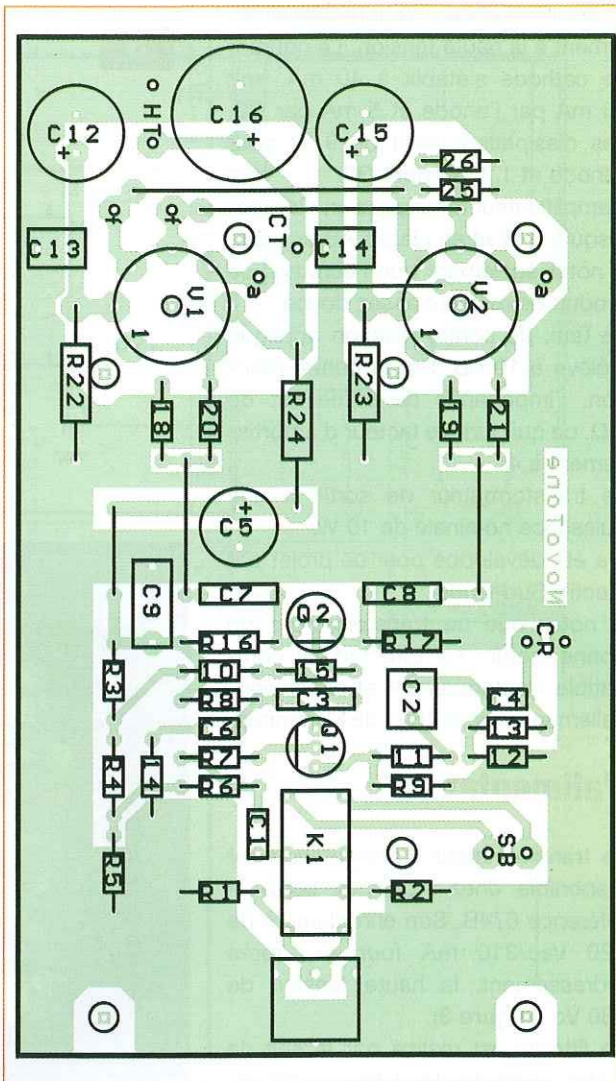 C12
HT
C16
C15
26
25
f f
CT
C13
C14
a
a
V1
V2
1
1
R22
R24
R23
18
20
19
21
C5
NovoTone
C9
C7
C8
Q2
R16
R17
CR
R3
10
15
R8
C3
C2
C4
C6
Q1
13
R7
11
12
R4
14
R6
R9
C1
K1
SB
R5
R1
R2